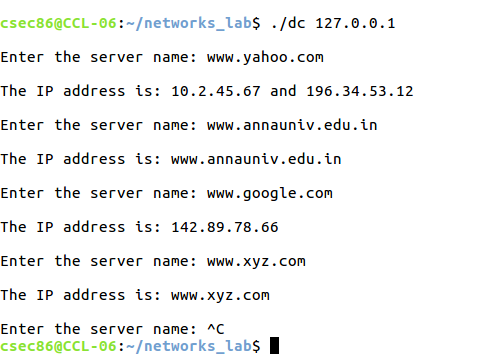 csec86@CCL-06:~/networks_lab$ ./dc 127.0.0.1
Enter the server name: www.yahoo.com
The IP address is: 10.2.45.67 and 196.34.53.12
Enter the server name: www.annauniv.edu.in
The IP address is: www.annauniv.edu.in
Enter the server name: www.google.com
The IP address is: 142.89.78.66
Enter the server name: www.xyz.com
The IP address is: www.xyz.com
Enter the server name: ^C
csec86@CCL-06:~/networks_lab$